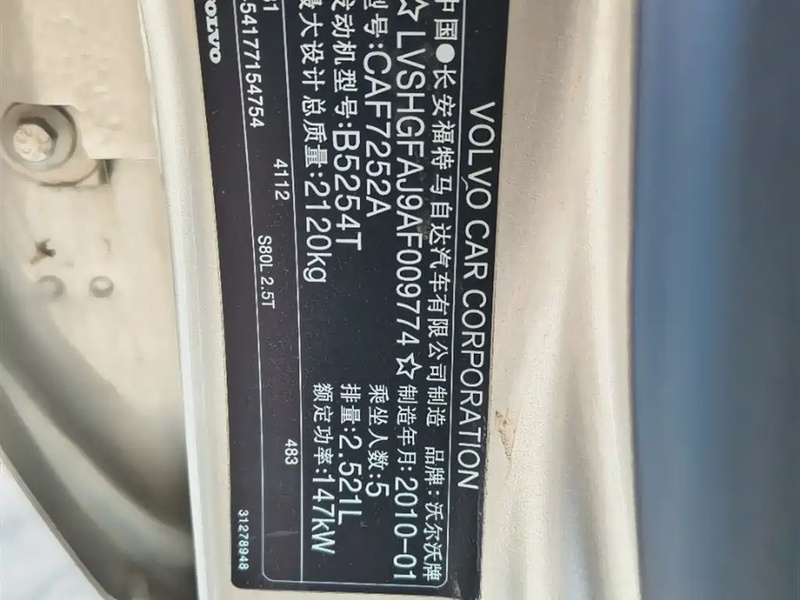 VOLVO CAR CORPORATION
中国●长安福特马自达汽车有限公司制造 品牌:沃尔沃牌
☆LVSHGFAJ9AF009774☆ 制造年月:2010-01
型号:CAF7252A 乘坐人数:5
发动机型号:B5254T 排量:2.521L
最大设计总质量:2120kg 额定功率:147kW
4112 483
54177154754 S80L 2.5T
VOLVO 31278948